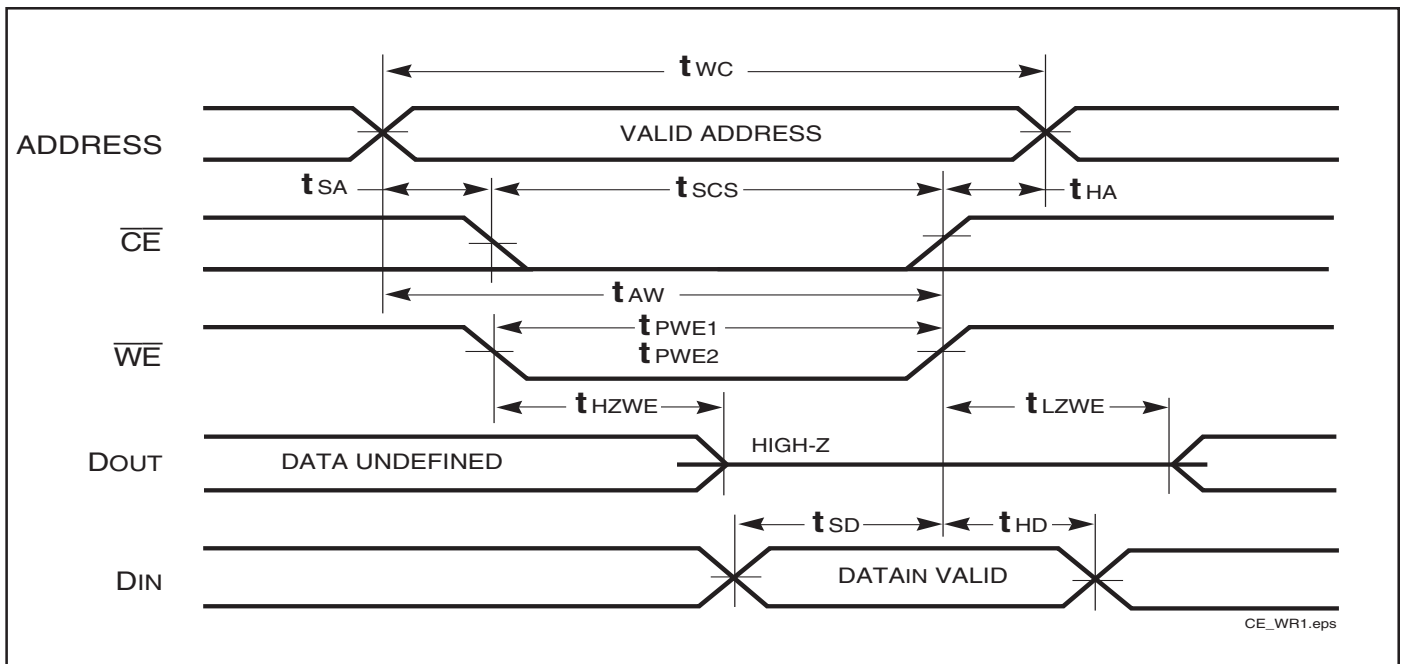 tWC
ADDRESS
VALID ADDRESS
tSA
tSCS
tHA
CE
tAW
tPWE1
WE
tPWE2
tHZWE
tLZWE
DOUT
DATA UNDEFINED
HIGH-Z
tSD
tHD
DIN
DATAIN VALID
CE_WR1.eps